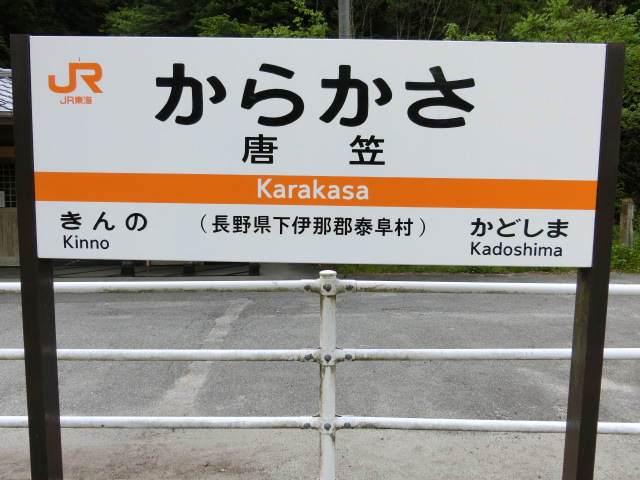 JR
JR東海
からかさ
唐笠
Karakasa
きんの
Kinno
（長野県下伊那郡泰阜村）
かどしま
Kadoshima